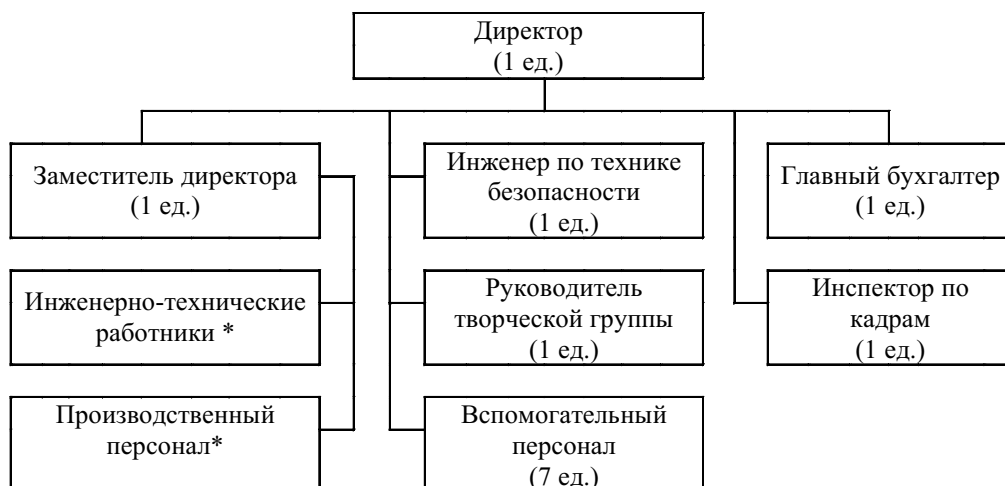 Директор
(1 ед.)
Заместитель директора
(1 ед.)
Инженер по технике
безопасности
(1 ед.)
Главный бухгалтер
(1 ед.)
Инженерно-технические
работники *
Руководитель
творческой группы
(1 ед.)
Инспектор по
кадрам
(1 ед.)
Производственный
персонал*
Вспомогательный
персонал
(7 ед.)